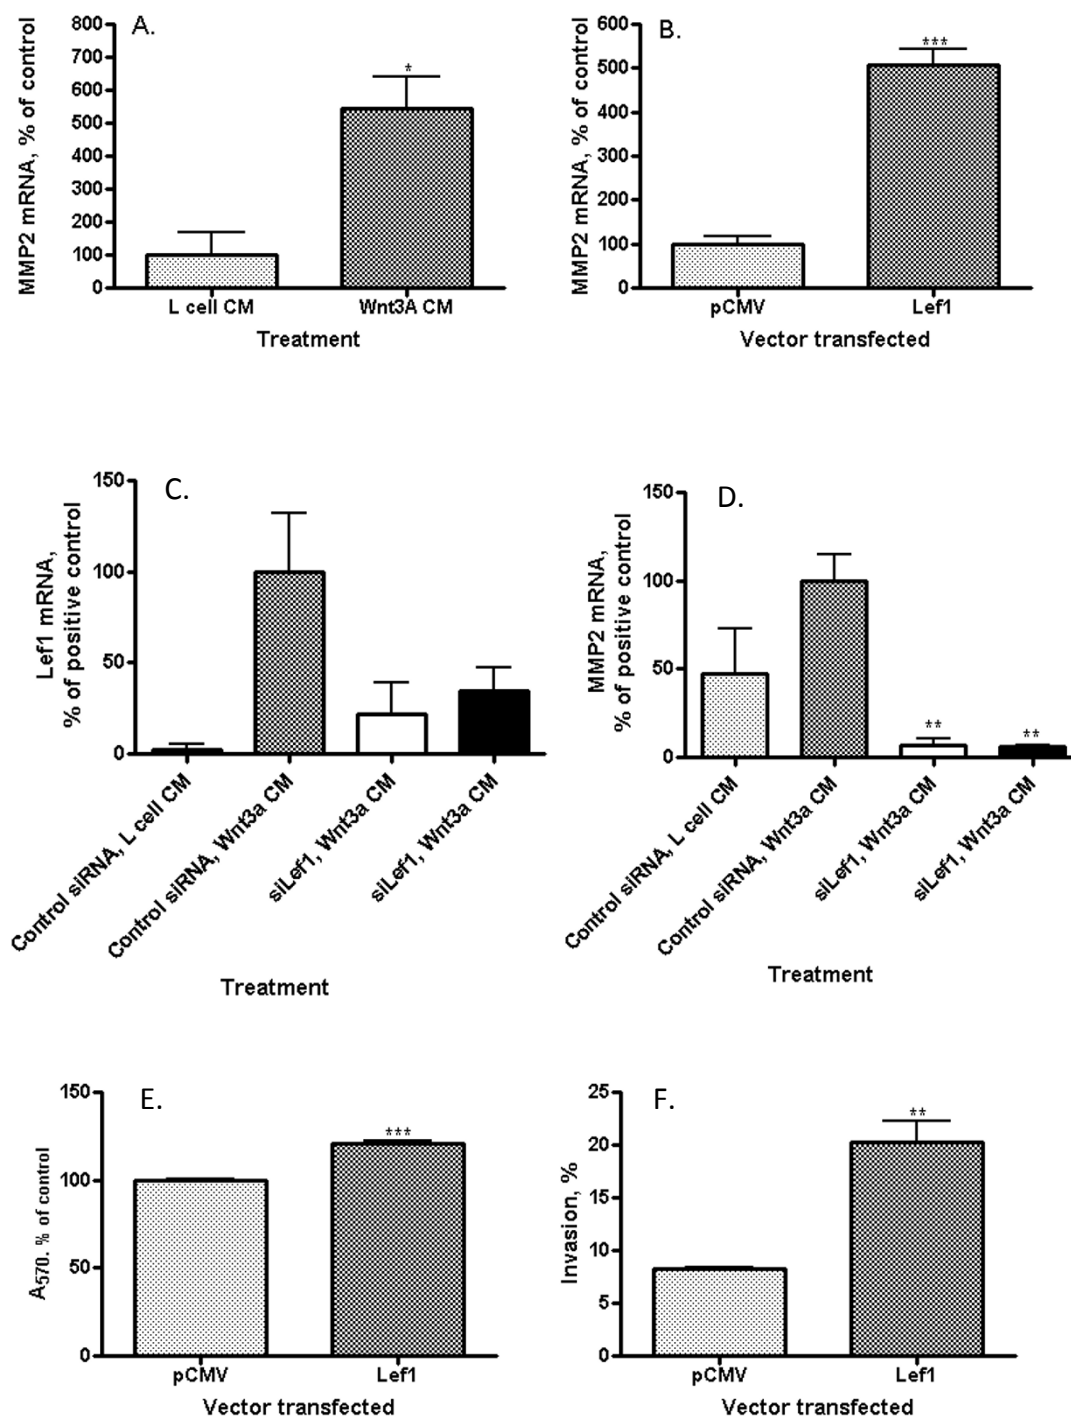 A.
MMP2 mRNA, % of control
800
700
600
500
400
300
200
100
0
*
L cell CM
Wnt3A CM
Treatment
B.
MMP2 mRNA, % of control
600
500
400
300
200
100
0
***
pCMV
Lef1
Vector transfected
C.
Lef1 mRNA,
% of positive control
150
100
50
0
Control siRNA, L cell CM
Control siRNA, Wnt3a CM
siLef1, Wnt3a CM
siLef1, Wnt3a CM
Treatment
D.
MMP2 mRNA,
% of positive control
150
100
50
0
**
**
Control siRNA, L cell CM
Control siRNA, Wnt3a CM
siLef1, Wnt3a CM
siLef1, Wnt3a CM
Treatment
E.
A570. % of control
150
100
50
0
***
pCMV
Lef1
Vector transfected
F.
Invasion, %
25
20
15
10
5
0
**
pCMV
Lef1
Vector transfected